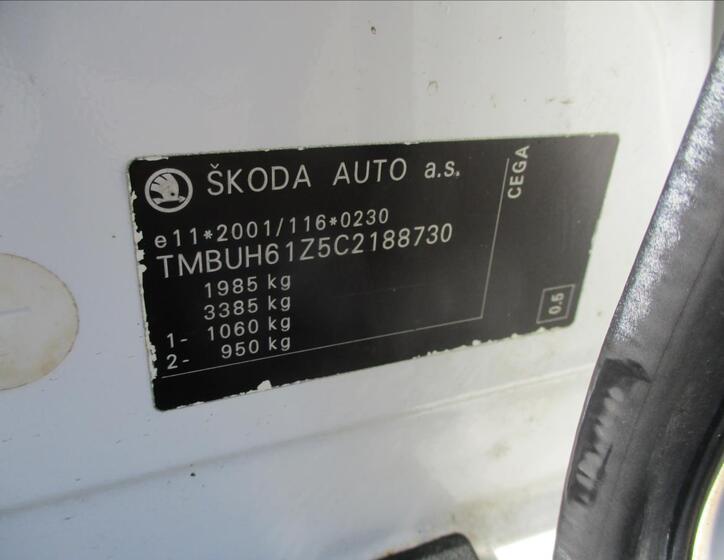 ŠKODA AUTO a.s.
e11*2001/116*0230
TMBUH61Z5C2188730
1985 kg
3385 kg
1- 1060 kg
2- 950 kg
CEGA
0.5